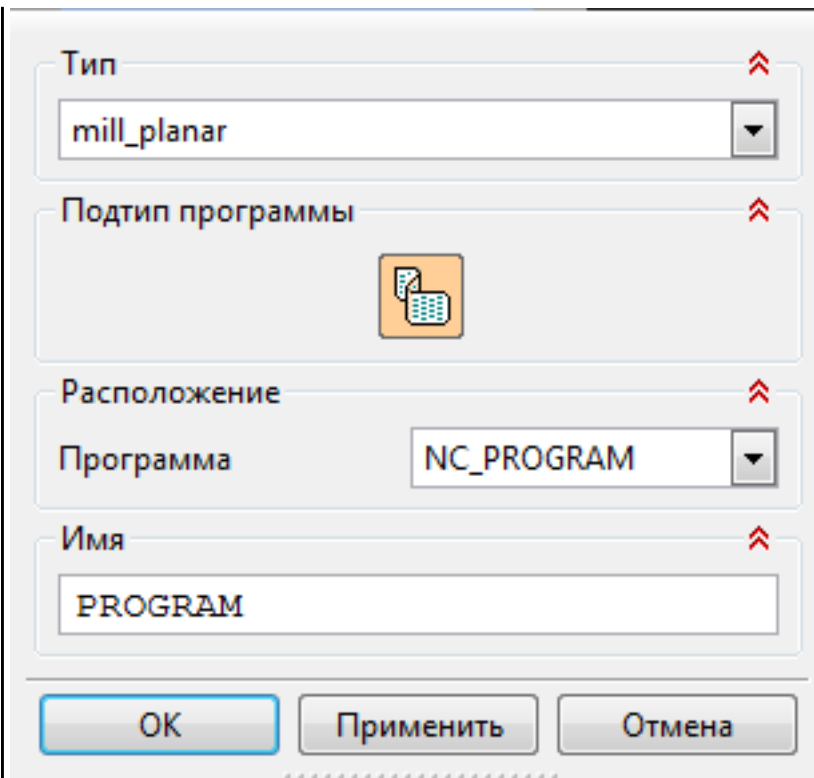 Тип
mill_planar
Подтип программы
Расположение
Программа NC_PROGRAM
Имя
PROGRAM
OK Применить Отмена